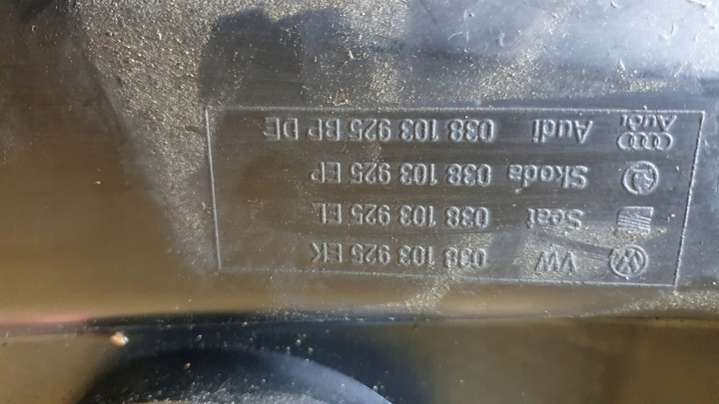 VW 038 103 925 EK
Seat 038 103 925 EL
Skoda 038 103 925 EP
Audi 038 103 925 BP DE
Audi